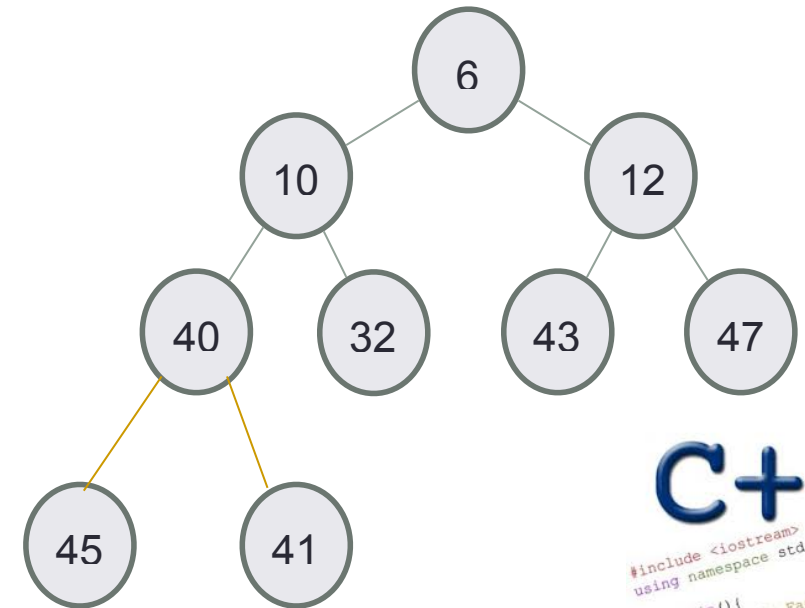 6
10 12
40 32 43 47
45 41
C+
#include <iostream>
using namespace std